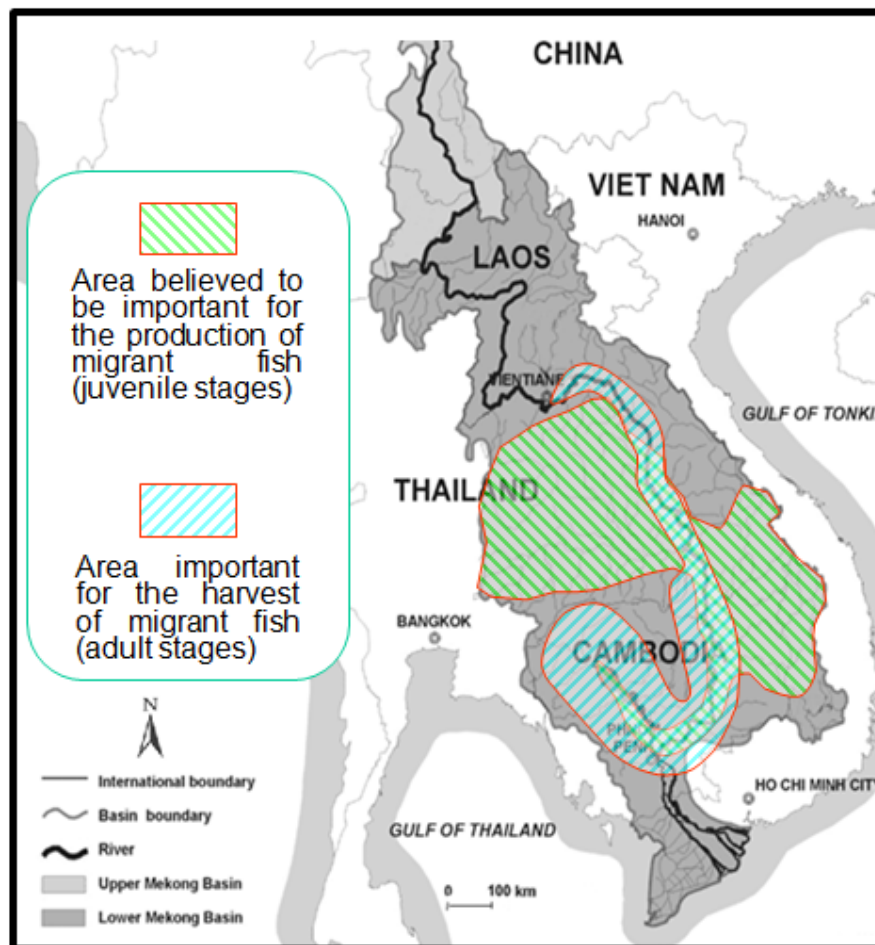 CHINA
VIET NAM
HANOI
LAOS
Area believed to
be important for
the production of
migrant fish
(juvenile stages)
VIENTIANE
GULF OF TONKI
THAILAND
Area important
for the harvest
of migrant fish
(adult stages)
BANGKOK
CAMBODIA
PENH
N
International boundary
HO CHI MINH CITY
Basin boundary
GULF OF THAILAND
River
Upper Mekong Basin
0 100 km
Lower Mekong Basin